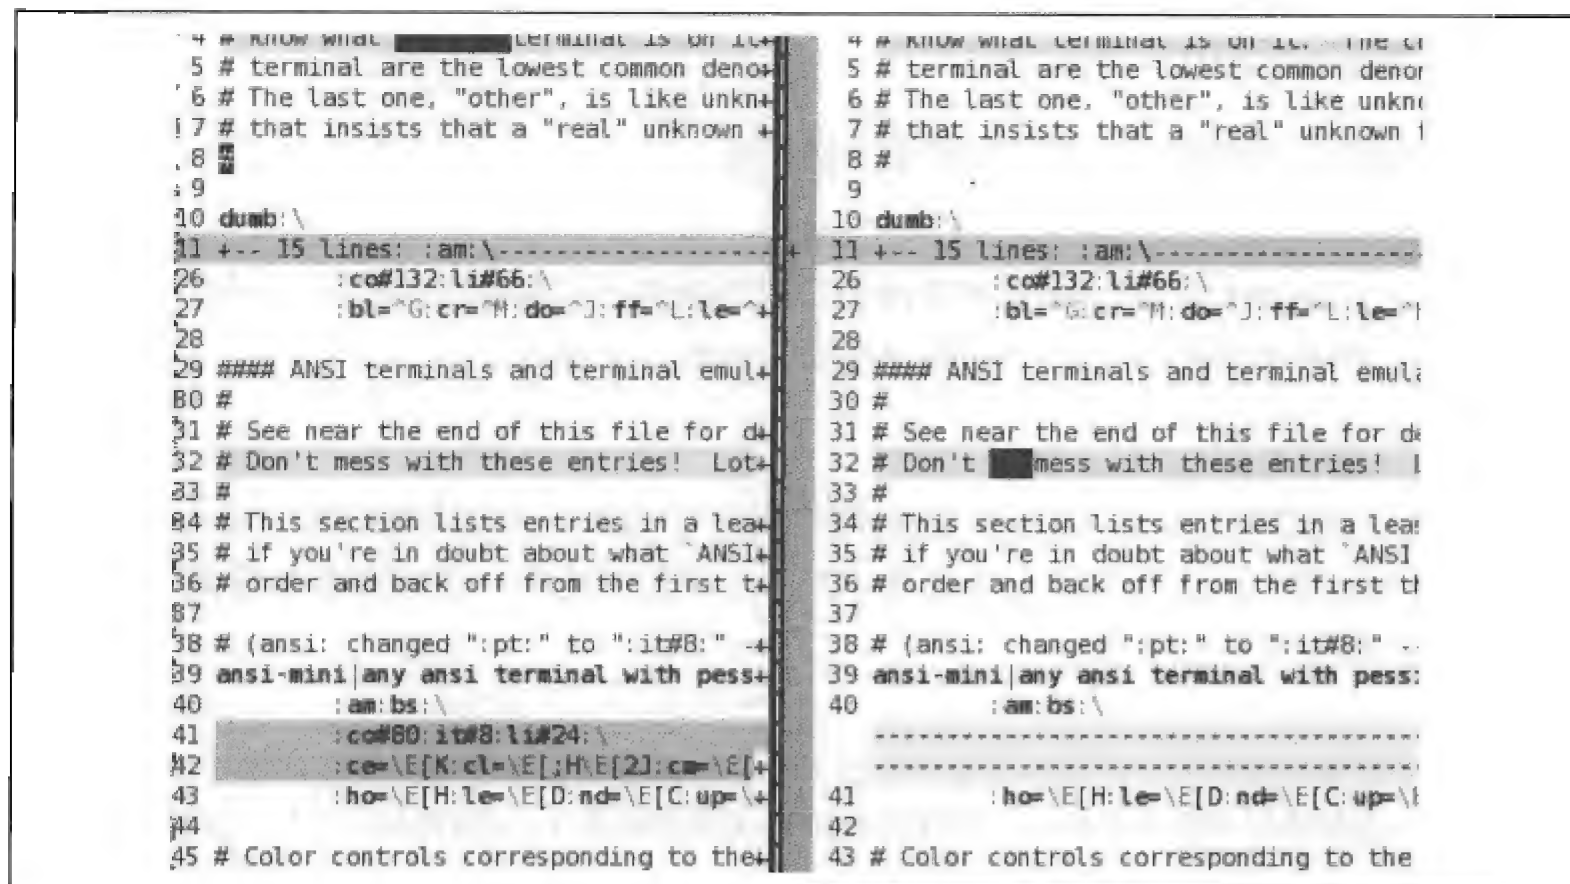 4 # know what terminal is on it+
5 # terminal are the lowest common deno+
6 # The last one, "other", is like unkn+
7 # that insists that a "real" unknown +
8 #
9
10 dumb:\
11 +-- 15 lines: :am:\-------------------
26 :co#132:li#66:\
27 :bl=^G:cr=^M:do=^J:ff=^L:le=^+
28
29 #### ANSI terminals and terminal emul+
30 #
31 # See near the end of this file for d+
32 # Don't mess with these entries! Lot+
33 #
34 # This section lists entries in a lea+
35 # if you're in doubt about what `ANSI+
36 # order and back off from the first t+
37
38 # (ansi: changed ":pt:" to ":it#8:" -+
39 ansi-mini|any ansi terminal with pess+
40 :am:bs:\
41 :co#80:it#8:li#24:\
42 :ce=\E[K:cl=\E[;H\E[2J:cm=\E[+
43 :ho=\E[H:le=\E[D:nd=\E[C:up=\+
44
45 # Color controls corresponding to the+
4 # know what terminal is on it. The
5 # terminal are the lowest common denor
6 # The last one, "other", is like unkn
7 # that insists that a "real" unknown
8 #
9
10 dumb:\
+ 11 +-- 15 lines: :am:\------------------
26 :co#132:li#66:\
27 :bl=^G:cr=^M:do=^J:ff=^L:le=^
28
29 #### ANSI terminals and terminal emula
30 #
31 # See near the end of this file for de
32 # Don't mess with these entries!
33 #
34 # This section lists entries in a leas
35 # if you're in doubt about what `ANSI
36 # order and back off from the first th
37
38 # (ansi: changed ":pt:" to ":it#8:" --
39 ansi-mini|any ansi terminal with pess
40 :am:bs:\
--------------------------------------
--------------------------------------
41 :ho=\E[H:le=\E[D:nd=\E[C:up=\E
42
43 # Color controls corresponding to the